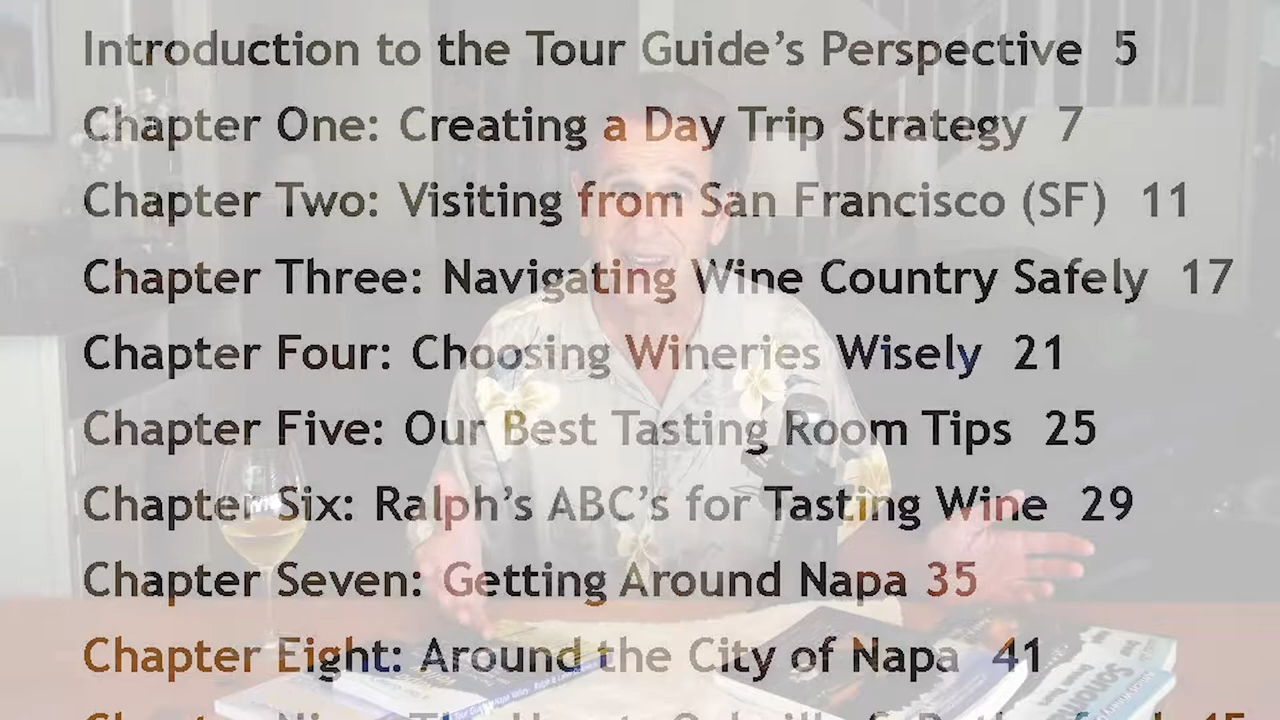 Introduction to the Tour Guide’s Perspective 5
Chapter One: Creating a Day Trip Strategy 7
Chapter Two: Visiting from San Francisco (SF) 11
Chapter Three: Navigating Wine Country Safely 17
Chapter Four: Choosing Wineries Wisely 21
Chapter Five: Our Best Tasting Room Tips 25
Chapter Six: Ralph’s ABC’s for Tasting Wine 29
Chapter Seven: Getting Around Napa 35
Chapter Eight: Around the City of Napa 41